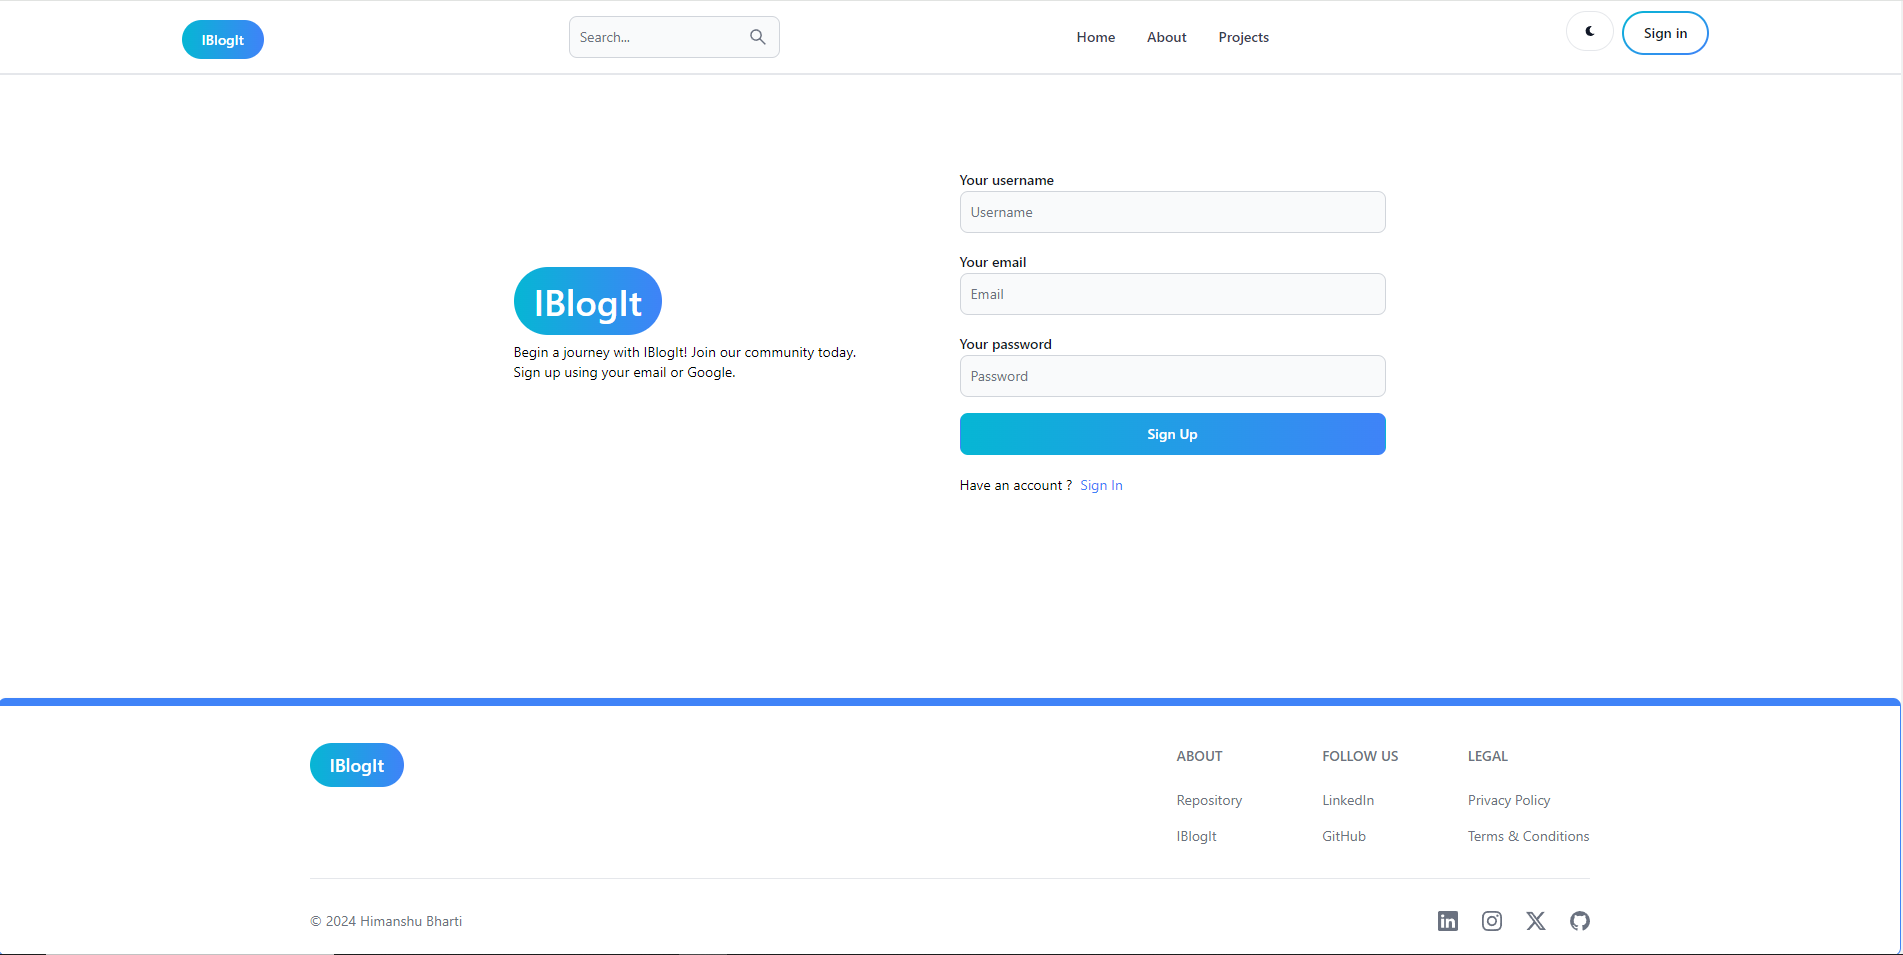 IBlogIt
Search...
Home
About
Projects
Sign in
IBlogIt
Begin a journey with IBlogIt! Join our community today.
Sign up using your email or Google.
Your username
Username
Your email
Email
Your password
Password
Sign Up
Have an account ? Sign In
IBlogIt
ABOUT
Repository
IBlogIt
FOLLOW US
LinkedIn
GitHub
LEGAL
Privacy Policy
Terms & Conditions
© 2024 Himanshu Bharti